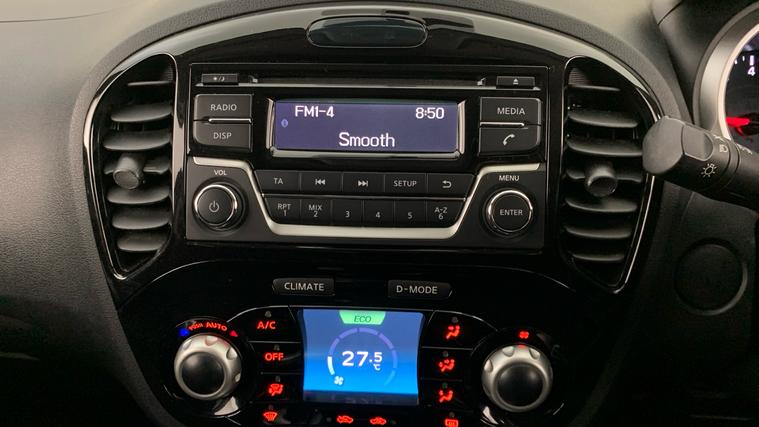 RADIO
MEDIA
DISP
FM1-4 8:50
Smooth
VOL
TA SETUP
MENU
RPT 1 MIX 2 3 4 5 A-Z 6
ENTER
CLIMATE D-MODE
ECO
AUTO
A/C
OFF
27.5 °C
4